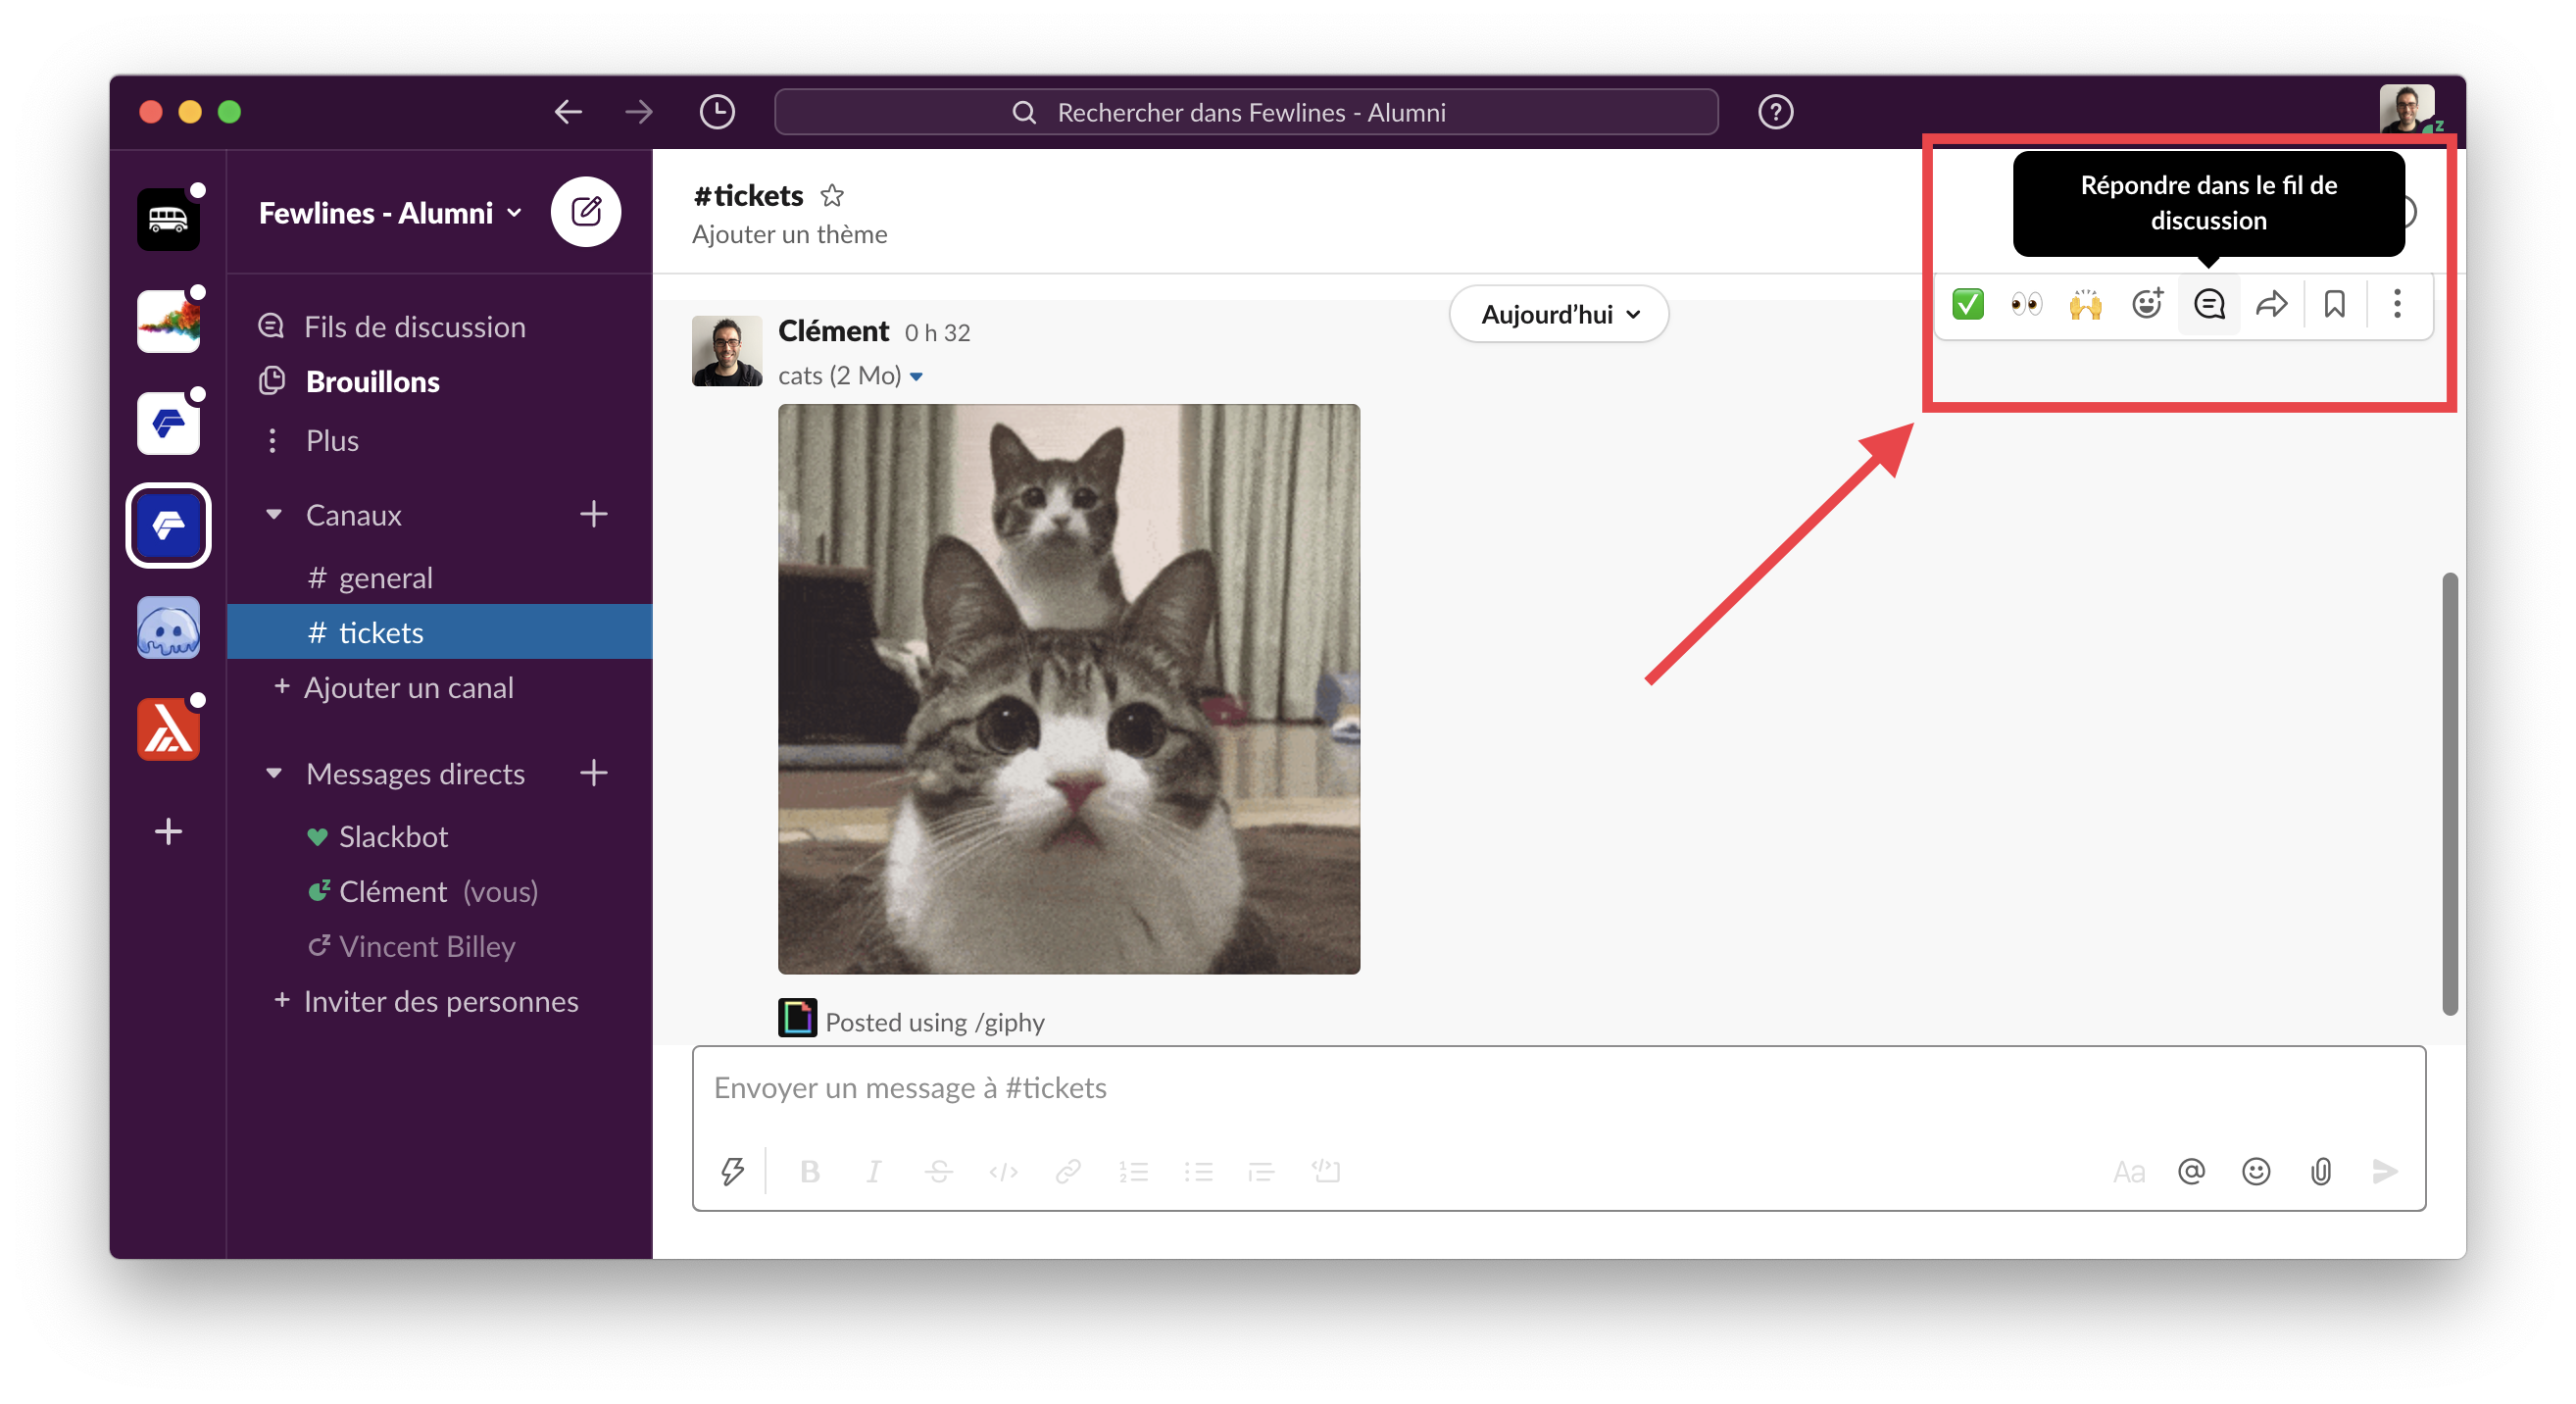 Rechercher dans Fewlines - Alumni
Fewlines - Alumni
Fils de discussion
Brouillons
Plus
Canaux
# general
# tickets
+ Ajouter un canal
Messages directs
Slackbot
Clément (vous)
Vincent Billey
+ Inviter des personnes
#tickets
Ajouter un thème
Répondre dans le fil de
discussion
Aujourd’hui
Clément 0 h 32
cats (2 Mo)
Posted using /giphy
Envoyer un message à #tickets
B I S </>
Aa @